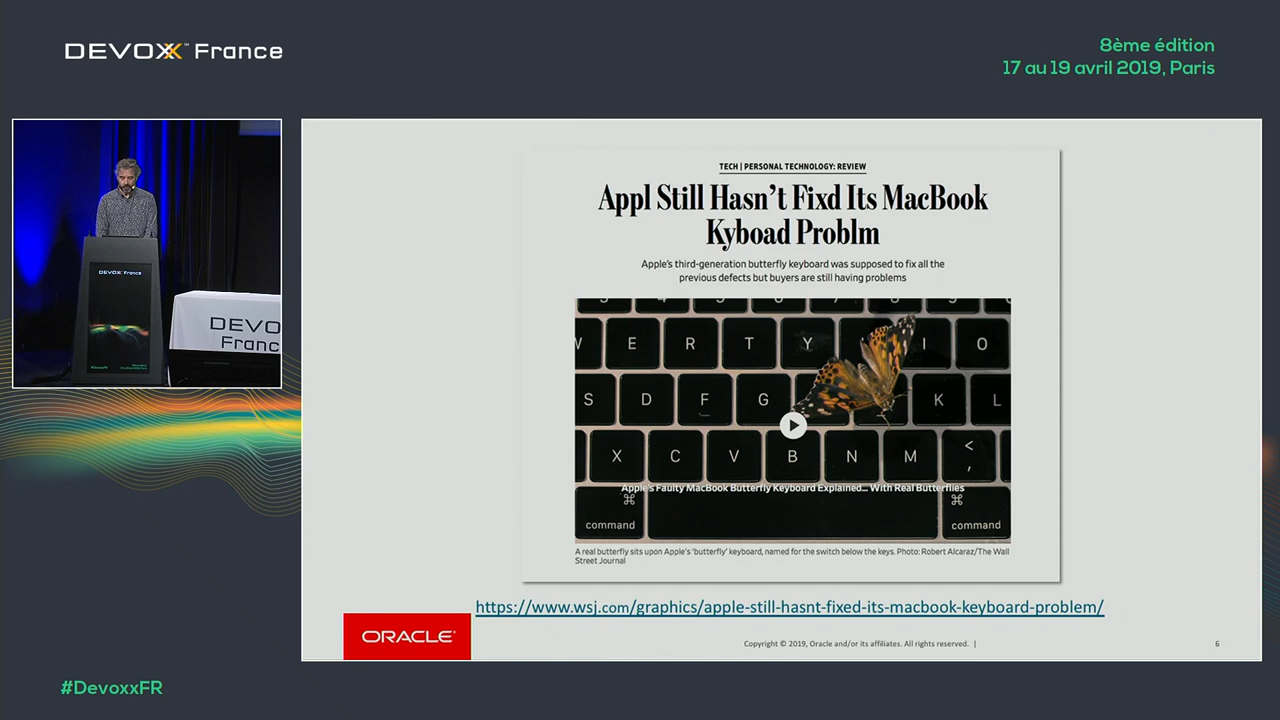 DEVOXX™ France
8ème édition
17 au 19 avril 2019, Paris
DEVOXX France
DEVO
Franc
#DevoxxFR
TECH | PERSONAL TECHNOLOGY: REVIEW
Appl Still Hasn't Fixd Its MacBook
Kyboad Problm
Apple's third-generation butterfly keyboard was supposed to fix all the
previous defects but buyers are still having problems
W E R T Y I O
S D F G K L
X C V B N M < ,
Apple's Faulty MacBook Butterfly Keyboard Explained... With Real Butterflies
⌘ ⌘
command command
A real butterfly sits upon Apple's 'butterfly' keyboard, named for the switch below the keys. Photo: Robert Alcaraz/The Wall
Street Journal
https://www.wsj.com/graphics/apple-still-hasnt-fixed-its-macbook-keyboard-problem/
ORACLE®
Copyright © 2019, Oracle and/or its affiliates. All rights reserved. |
6
#DevoxxFR